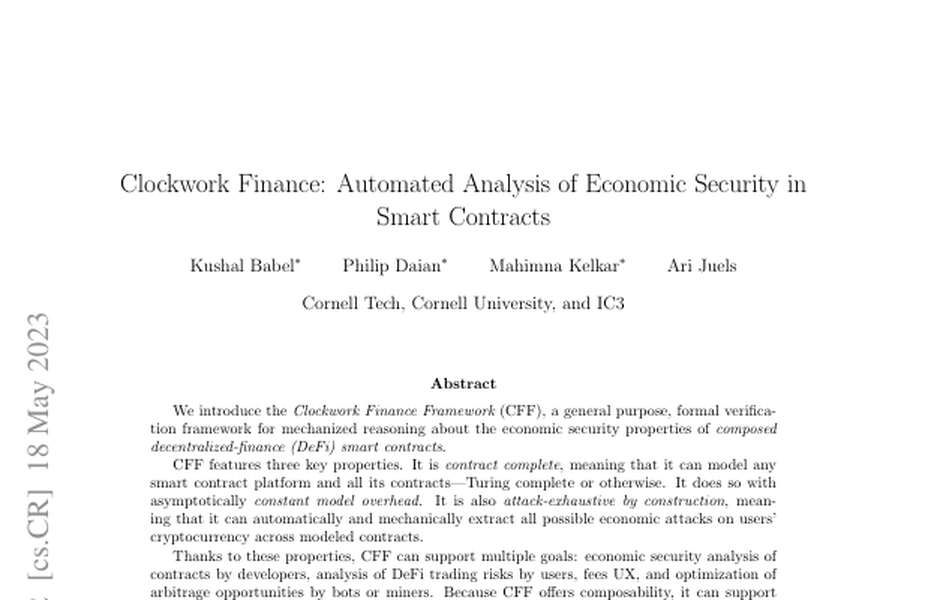 Clockwork Finance: Automated Analysis of Economic Security in
Smart Contracts
Kushal Babel* Philip Daian* Mahimna Kelkar* Ari Juels
Cornell Tech, Cornell University, and IC3
Abstract
We introduce the Clockwork Finance Framework (CFF), a general purpose, formal verifica-
tion framework for mechanized reasoning about the economic security properties of composed
decentralized-finance (DeFi) smart contracts.
CFF features three key properties. It is contract complete, meaning that it can model any
smart contract platform and all its contracts—Turing complete or otherwise. It does so with
asymptotically constant model overhead. It is also attack-exhaustive by construction, mean-
ing that it can automatically and mechanically extract all possible economic attacks on users'
cryptocurrency across modeled contracts.
Thanks to these properties, CFF can support multiple goals: economic security analysis of
contracts by developers, analysis of DeFi trading risks by users, fees UX, and optimization of
arbitrage opportunities by bots or miners. Because CFF offers composability, it can support
[cs.CR] 18 May 2023